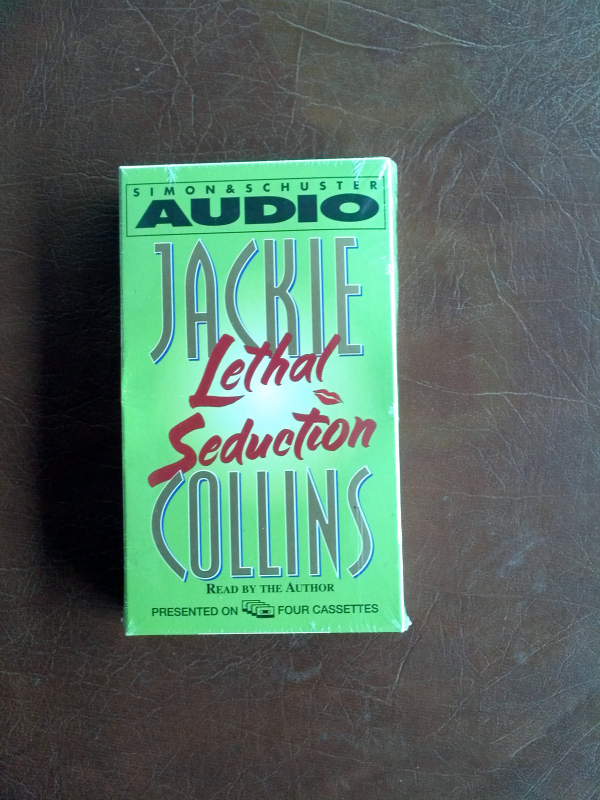 SIMON & SCHUSTER
AUDIO
JACKIE
Lethal
Seduction
COLLINS
READ BY THE AUTHOR
PRESENTED ON FOUR CASSETTES